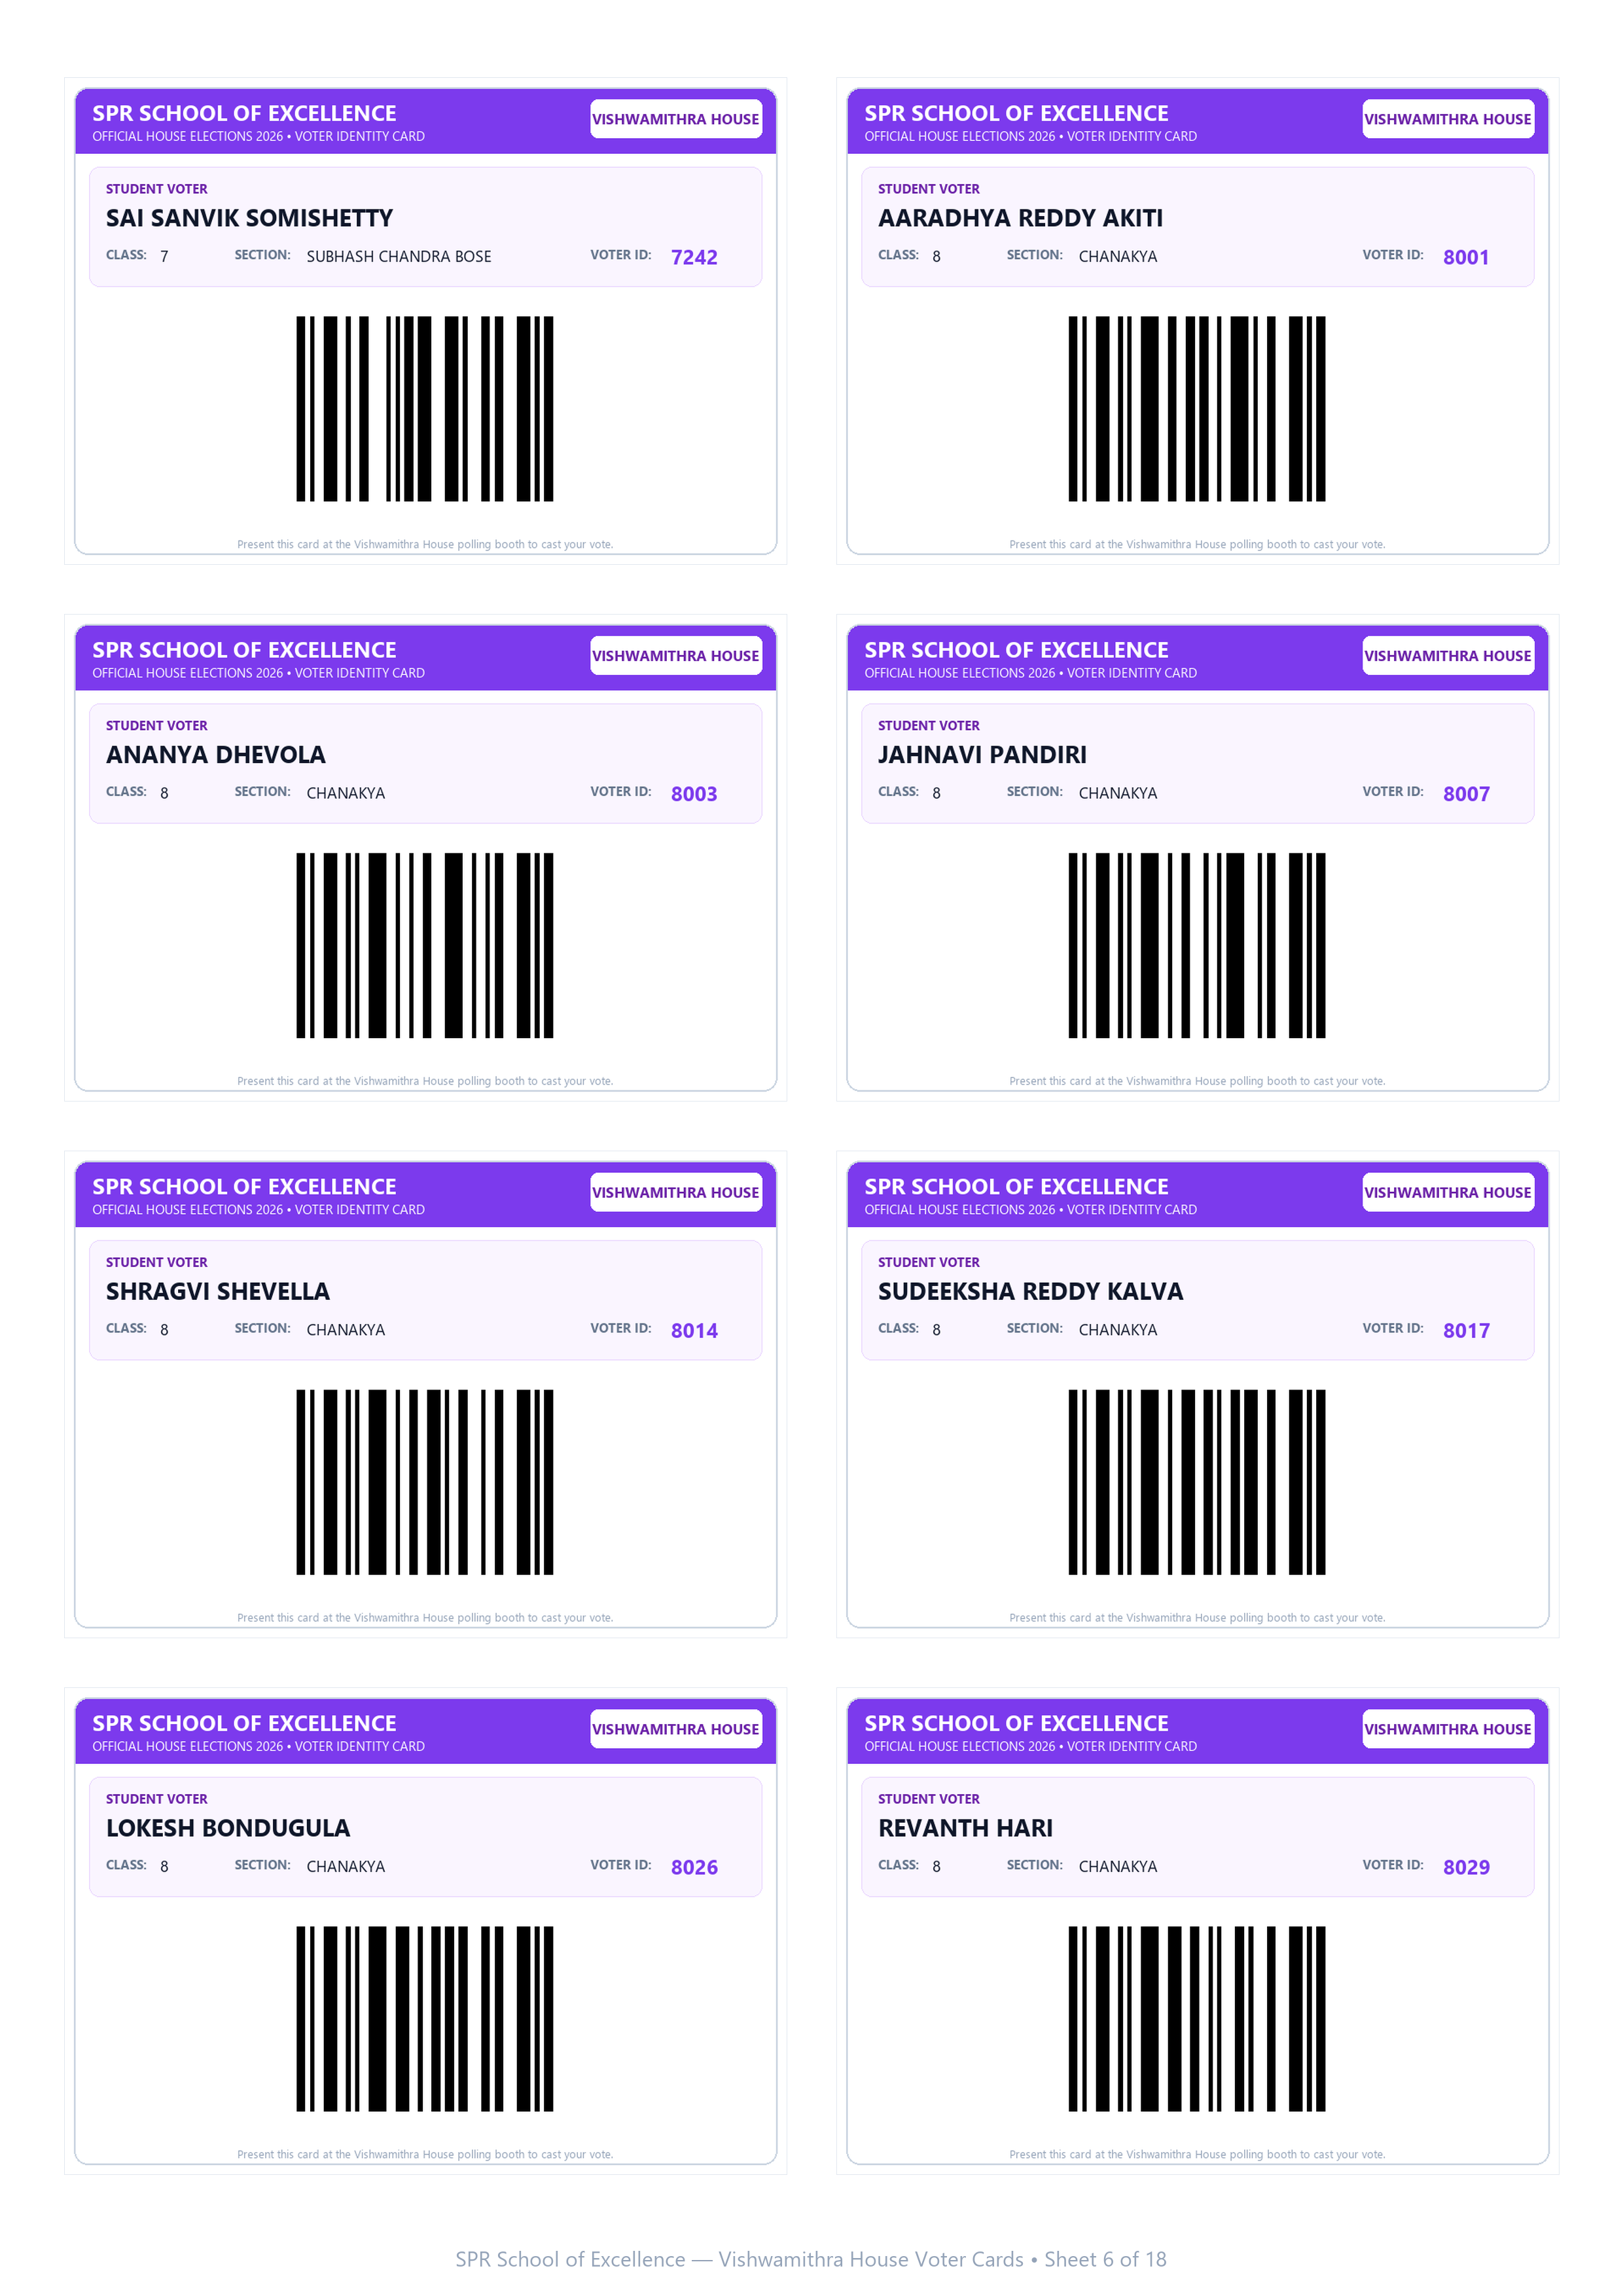 SPR SCHOOL OF EXCELLENCE
OFFICIAL HOUSE ELECTIONS 2026 • VOTER IDENTITY CARD
VISHWAMITHRA HOUSE
STUDENT VOTER
SAI SANVIK SOMISHETTY
CLASS: 7 SECTION: SUBHASH CHANDRA BOSE VOTER ID: 7242
Present this card at the Vishwamithra House polling booth to cast your vote.
SPR SCHOOL OF EXCELLENCE
OFFICIAL HOUSE ELECTIONS 2026 • VOTER IDENTITY CARD
VISHWAMITHRA HOUSE
STUDENT VOTER
AARADHYA REDDY AKITI
CLASS: 8 SECTION: CHANAKYA VOTER ID: 8001
Present this card at the Vishwamithra House polling booth to cast your vote.
SPR SCHOOL OF EXCELLENCE
OFFICIAL HOUSE ELECTIONS 2026 • VOTER IDENTITY CARD
VISHWAMITHRA HOUSE
STUDENT VOTER
ANANYA DHEVOLA
CLASS: 8 SECTION: CHANAKYA VOTER ID: 8003
Present this card at the Vishwamithra House polling booth to cast your vote.
SPR SCHOOL OF EXCELLENCE
OFFICIAL HOUSE ELECTIONS 2026 • VOTER IDENTITY CARD
VISHWAMITHRA HOUSE
STUDENT VOTER
JAHNAVI PANDIRI
CLASS: 8 SECTION: CHANAKYA VOTER ID: 8007
Present this card at the Vishwamithra House polling booth to cast your vote.
SPR SCHOOL OF EXCELLENCE
OFFICIAL HOUSE ELECTIONS 2026 • VOTER IDENTITY CARD
VISHWAMITHRA HOUSE
STUDENT VOTER
SHRAGVI SHEVELLA
CLASS: 8 SECTION: CHANAKYA VOTER ID: 8014
Present this card at the Vishwamithra House polling booth to cast your vote.
SPR SCHOOL OF EXCELLENCE
OFFICIAL HOUSE ELECTIONS 2026 • VOTER IDENTITY CARD
VISHWAMITHRA HOUSE
STUDENT VOTER
SUDEEKSHA REDDY KALVA
CLASS: 8 SECTION: CHANAKYA VOTER ID: 8017
Present this card at the Vishwamithra House polling booth to cast your vote.
SPR SCHOOL OF EXCELLENCE
OFFICIAL HOUSE ELECTIONS 2026 • VOTER IDENTITY CARD
VISHWAMITHRA HOUSE
STUDENT VOTER
LOKESH BONDUGULA
CLASS: 8 SECTION: CHANAKYA VOTER ID: 8026
Present this card at the Vishwamithra House polling booth to cast your vote.
SPR SCHOOL OF EXCELLENCE
OFFICIAL HOUSE ELECTIONS 2026 • VOTER IDENTITY CARD
VISHWAMITHRA HOUSE
STUDENT VOTER
REVANTH HARI
CLASS: 8 SECTION: CHANAKYA VOTER ID: 8029
Present this card at the Vishwamithra House polling booth to cast your vote.
SPR School of Excellence — Vishwamithra House Voter Cards • Sheet 6 of 18